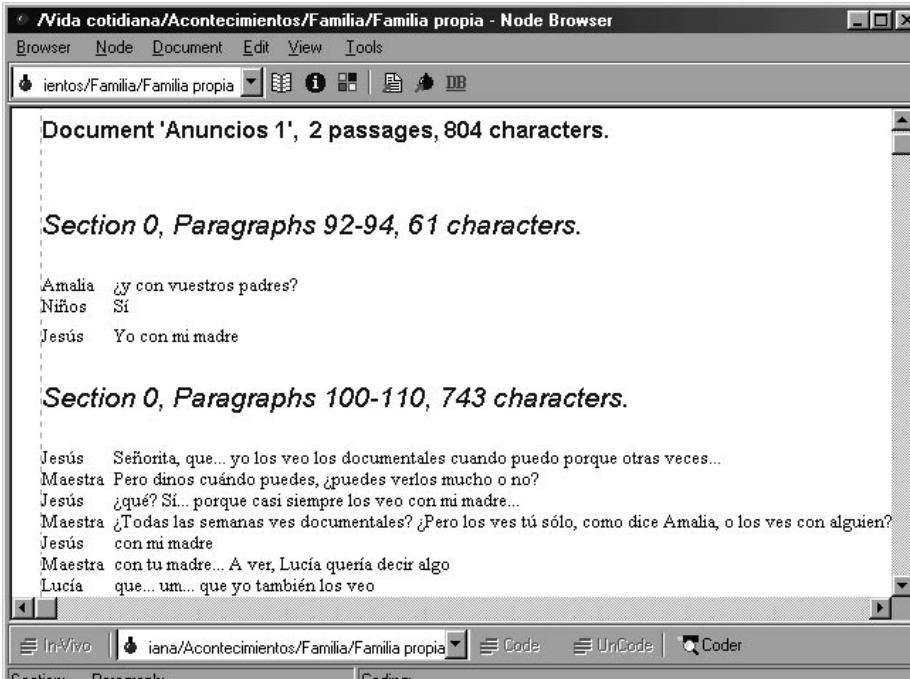 /Vida cotidiana/Acontecimientos/Familia/Familia propia - Node Browser
Browser Node Document Edit View Tools
ientos/Familia/Familia propia DB
Document 'Anuncios 1', 2 passages, 804 characters.
Section 0, Paragraphs 92-94, 61 characters.
Amalia ¿y con vuestros padres?
Niños Sí
Jesús Yo con mi madre
Section 0, Paragraphs 100-110, 743 characters.
Jesús Señorita, que... yo los veo los documentales cuando puedo porque otras veces...
Maestra Pero dinos cuándo puedes, ¿puedes verlos mucho o no?
Jesús ¿qué? Sí... porque casi siempre los veo con mi madre...
Maestra ¿Todas las semanas ves documentales? ¿Pero los ves tú sólo, como dice Amalia, o los ves con alguien?
Jesús con mi madre
Maestra con tu madre... A ver, Lucía quería decir algo
Lucía que... um... que yo también los veo
In-Vivo iana/Acontecimientos/Familia/Familia propia Code UnCode Coder